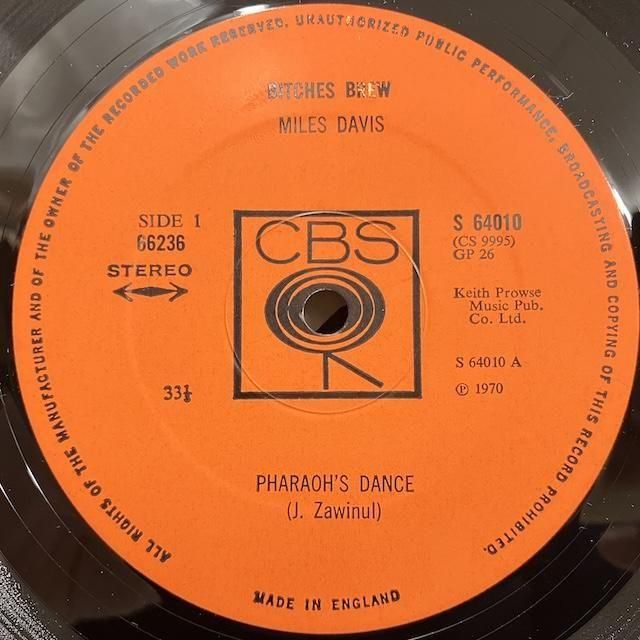 ALL RIGHTS OF THE MANUFACTURER AND OF THE OWNER OF THE RECORDED WORK RESERVED. UNAUTHORIZED PUBLIC PERFORMANCE, BROADCASTING AND COPYING OF THIS RECORD PROHIBITED.
BITCHES BREW
MILES DAVIS
SIDE 1
66236
STEREO
33⅓
CBS
S 64010
(CS 9995)
GP 26
Keith Prowse
Music Pub.
Co. Ltd.
S 64010 A
℗ 1970
PHARAOH'S DANCE
(J. Zawinul)
MADE IN ENGLAND